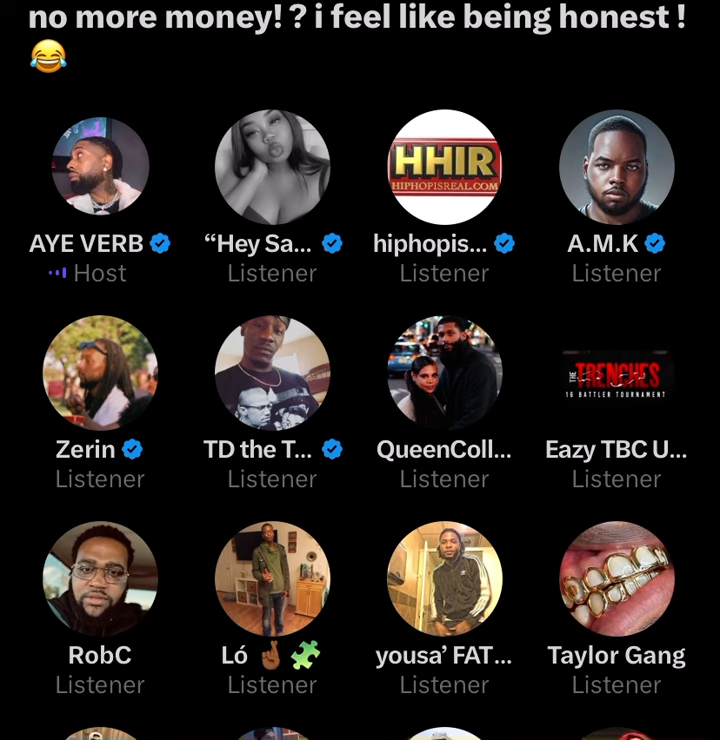 no more money! ? i feel like being honest !
😂
HHIR
HIPHOPISREAL.COM
AYE VERB
“Hey Sa...
hiphopis...
A.M.K
Host
Listener
Listener
Listener
THE TRENCHES
16 BATTLER TOURNAMENT
Zerin
TD the T...
QueenColl...
Eazy TBC U...
Listener
Listener
Listener
Listener
RobC
Ló 🤞🏾 🧩
yousa’ FAT...
Taylor Gang
Listener
Listener
Listener
Listener